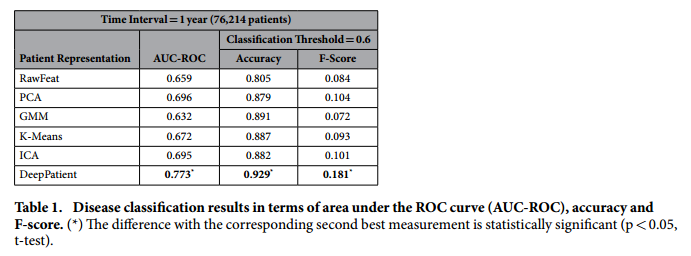 Time Interval = 1 year (76,214 patients)
Classification Threshold = 0.6
Patient Representation AUC-ROC Accuracy F-Score
RawFeat 0.659 0.805 0.084
PCA 0.696 0.879 0.104
GMM 0.632 0.891 0.072
K-Means 0.672 0.887 0.093
ICA 0.695 0.882 0.101
DeepPatient 0.773* 0.929* 0.181*
Table 1. Disease classification results in terms of area under the ROC curve (AUC-ROC), accuracy and
F-score. (*) The difference with the corresponding second best measurement is statistically significant (p < 0.05,
t-test).